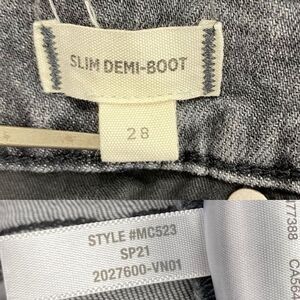 SLIM DEMI-BOOT
28
STYLE #MC523
SP21
2027600-VN01